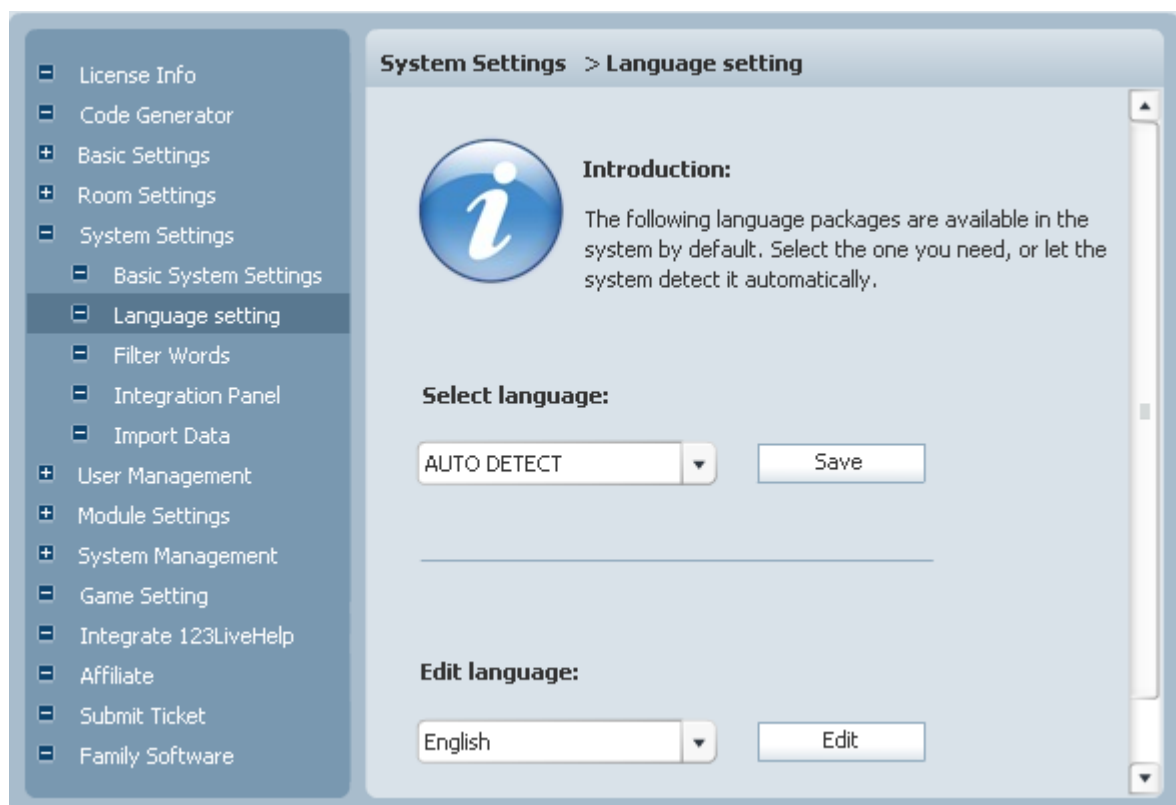 License Info
Code Generator
Basic Settings
Room Settings
System Settings
Basic System Settings
Language setting
Filter Words
Integration Panel
Import Data
User Management
Module Settings
System Management
Game Setting
Integrate 123LiveHelp
Affiliate
Submit Ticket
Family Software
System Settings > Language setting
Introduction:
The following language packages are available in the
system by default. Select the one you need, or let the
system detect it automatically.
Select language:
AUTO DETECT Save
Edit language:
English Edit